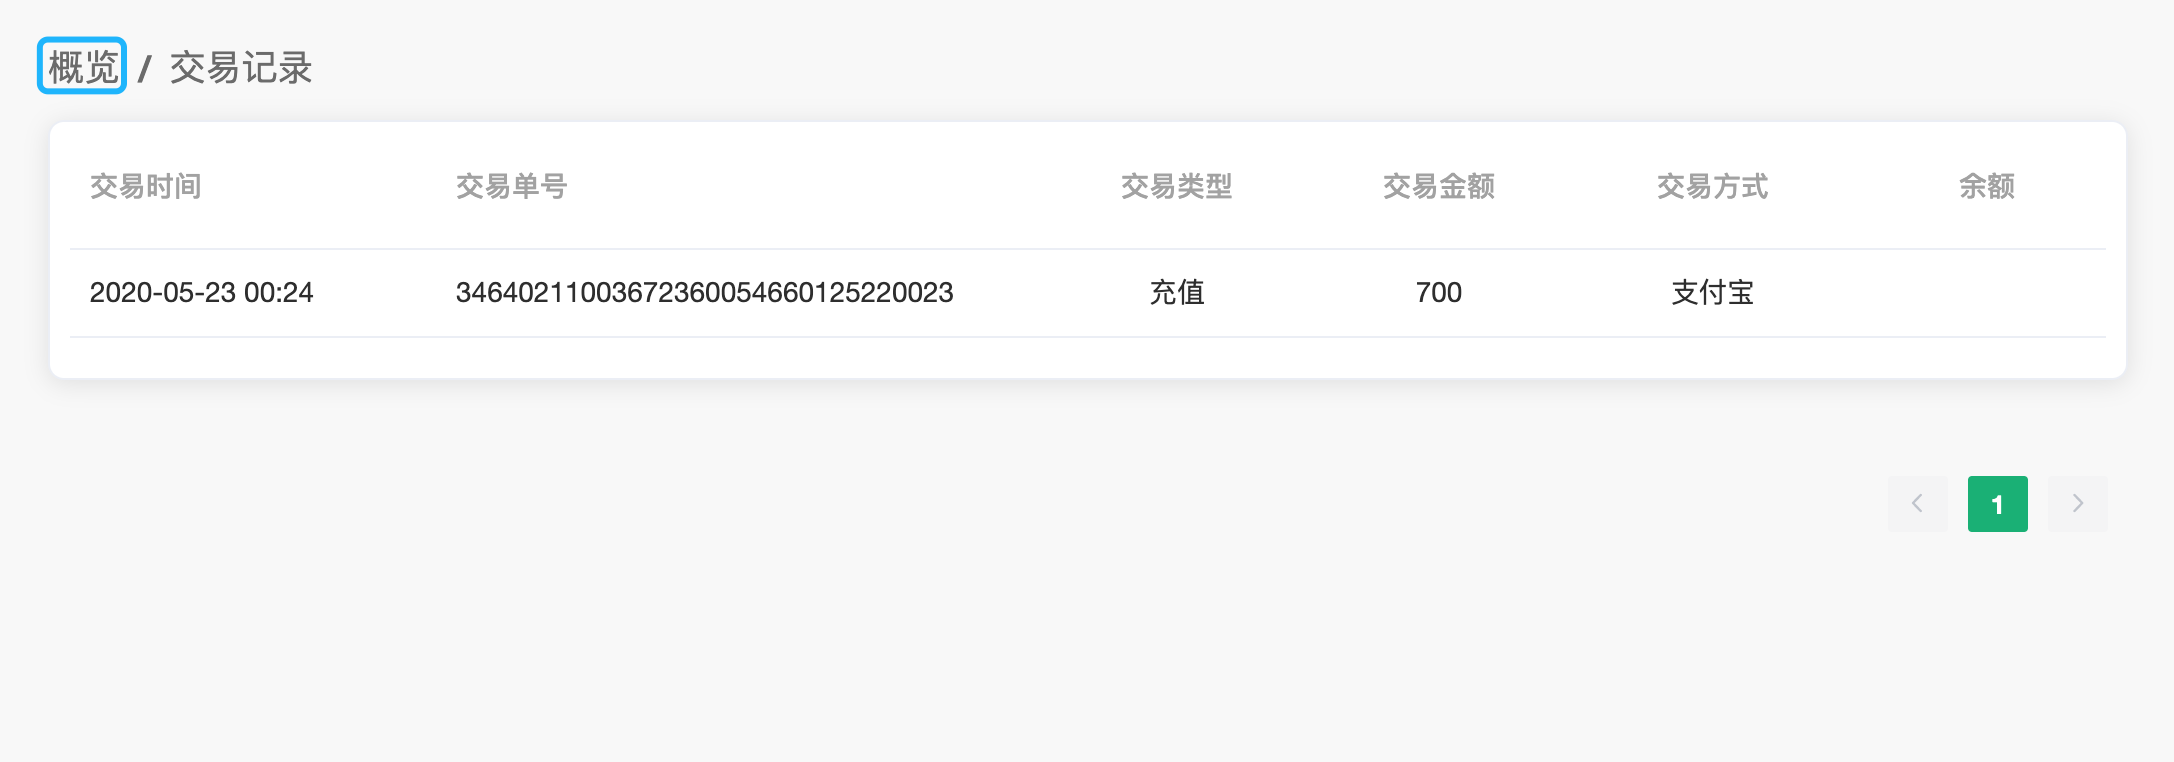 概览 / 交易记录
交易时间 交易单号 交易类型 交易金额 交易方式 余额
2020-05-23 00:24 34640211003672360054660125220023 充值 700 支付宝
1